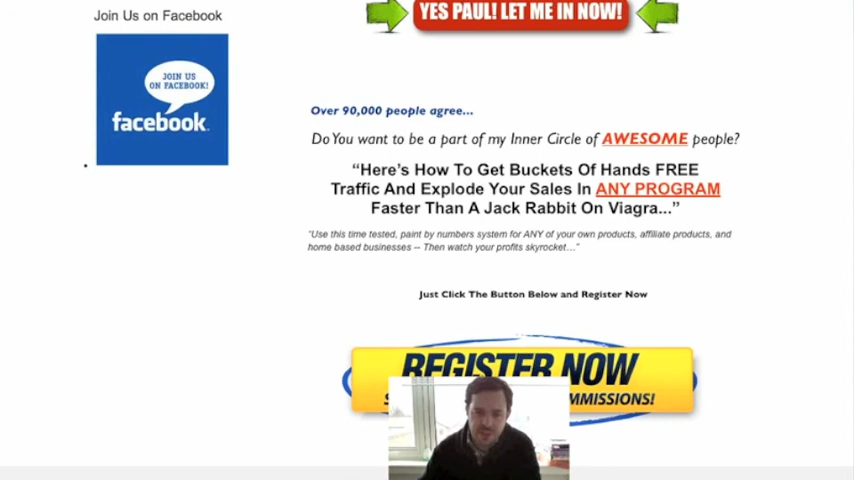 Join Us on Facebook
JOIN US
ON FACEBOOK!
facebook.
YES PAUL! LET ME IN NOW!
Over 90,000 people agree...
Do You want to be a part of my Inner Circle of AWESOME people?
“Here’s How To Get Buckets Of Hands FREE
Traffic And Explode Your Sales In ANY PROGRAM
Faster Than A Jack Rabbit On Viagra...”
“Use this time tested, paint by numbers system for ANY of your own products, affiliate products, and
home based businesses -- Then watch your profits skyrocket…”
Just Click The Button Below and Register Now
REGISTER NOW